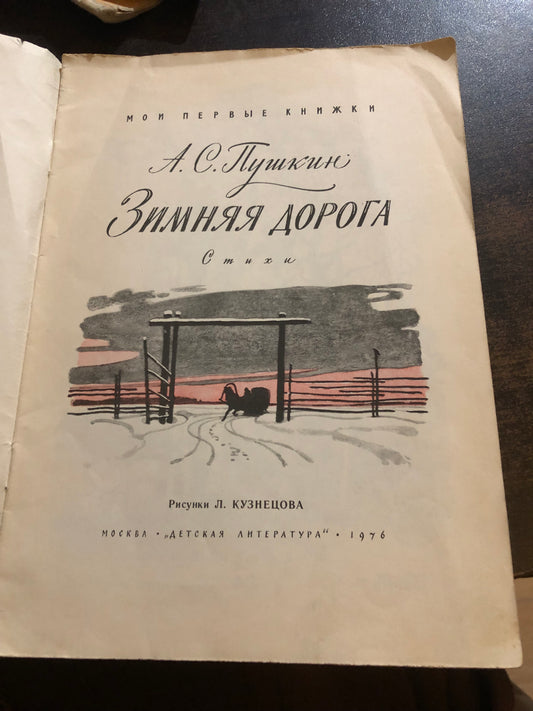 МОИ ПЕРВЫЕ КНИЖКИ
А.С.Пушкин
ЗИМНЯЯ ДОРОГА
Стихи
Рисунки Л. КУЗНЕЦОВА
МОСКВА • „ДЕТСКАЯ ЛИТЕРАТУРА“ • 1976